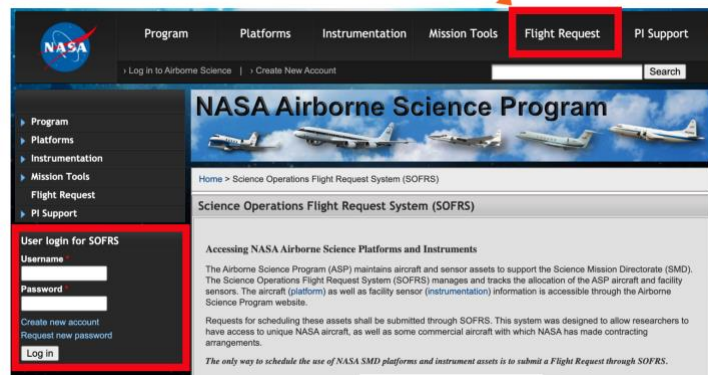 NASA
Program Platforms Instrumentation Mission Tools Flight Request PI Support
› Log in to Airborne Science | › Create New Account Search
NASA Airborne Science Program
Program
Platforms
Instrumentation
Mission Tools
Flight Request
PI Support
User login for SOFRS
Username *
Password *
Create new account
Request new password
Log in
Home > Science Operations Flight Request System (SOFRS)
Science Operations Flight Request System (SOFRS)
Accessing NASA Airborne Science Platforms and Instruments
The Airborne Science Program (ASP) maintains aircraft and sensor assets to support the Science Mission Directorate (SMD).
The Science Operations Flight Request System (SOFRS) manages and tracks the allocation of the ASP aircraft and facility
sensors. The aircraft (platform) as well as facility sensor (instrumentation) information is accessible through the Airborne
Science Program website.
Requests for scheduling these assets shall be submitted through SOFRS. This system was designed to allow researchers to
have access to unique NASA aircraft, as well as some commercial aircraft with which NASA has made contracting
arrangements.
The only way to schedule the use of NASA SMD platforms and instrument assets is to submit a Flight Request through SOFRS.